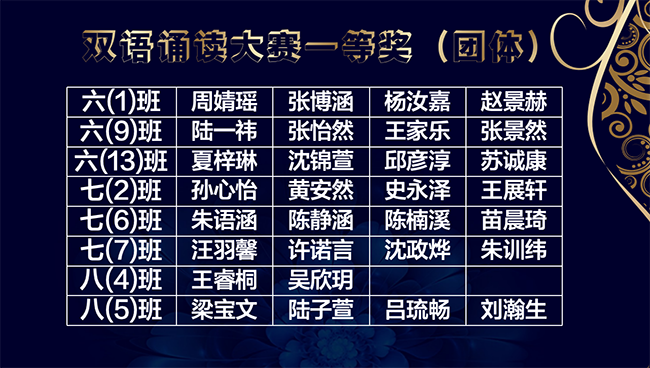 双语诵读大赛一等奖（团体）
六(1)班 周婧瑶 张博涵 杨汝嘉 赵景赫
六(9)班 陆一祎 张怡然 王家乐 张景然
六(13)班 夏梓琳 沈锦萱 邱彦淳 苏诚康
七(2)班 孙心怡 黄安然 史永泽 王展轩
七(6)班 朱语涵 陈静涵 陈楠溪 苗晨琦
七(7)班 汪羽馨 许诺言 沈政烨 朱训纬
八(4)班 王睿桐 吴欣玥
八(5)班 梁宝文 陆子萱 吕琉畅 刘瀚生